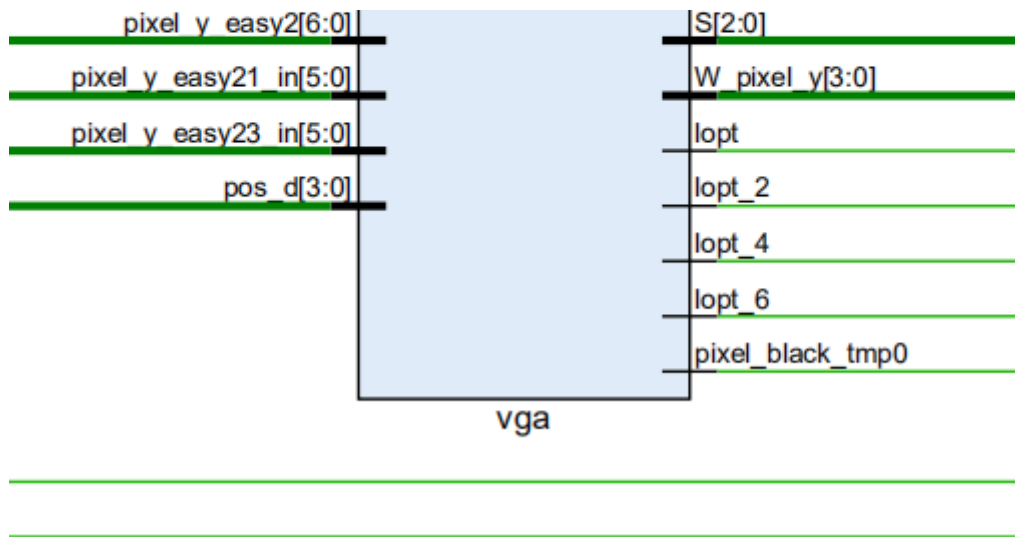 pixel_y_easy2[6:0]
pixel_y_easy21_in[5:0]
pixel_y_easy23_in[5:0]
pos_d[3:0]
S[2:0]
W_pixel_y[3:0]
lopt
lopt_2
lopt_4
lopt_6
pixel_black_tmp0
vga